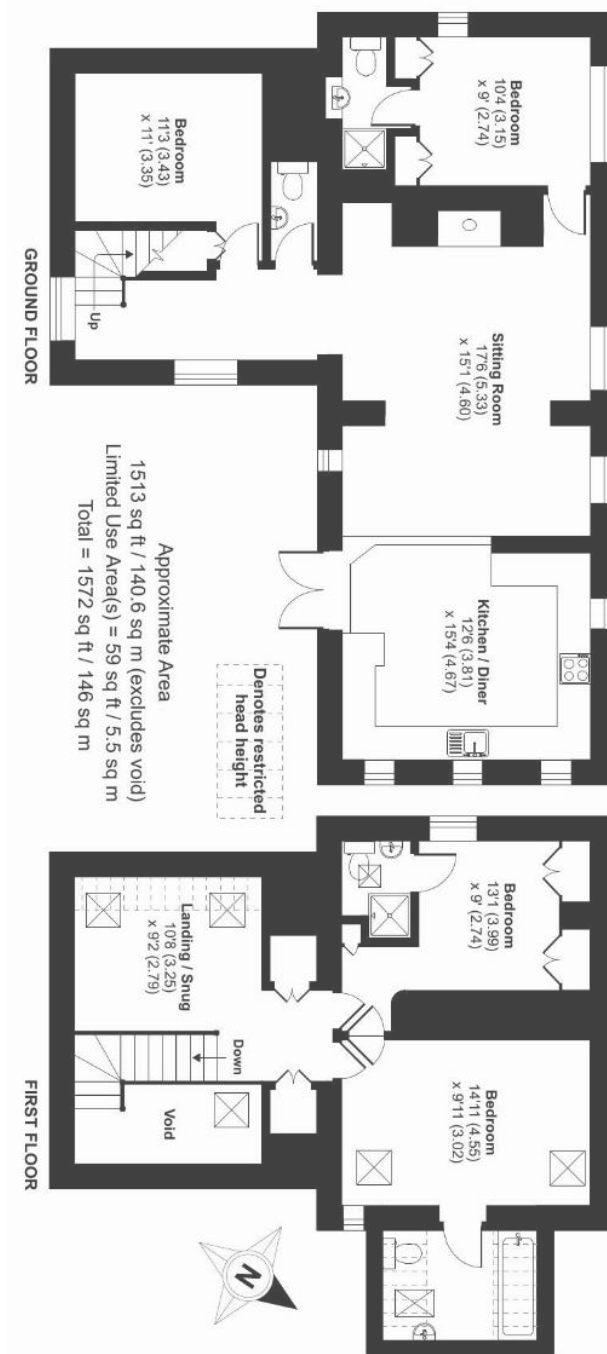 Bedroom
11'3 (3.43)
x 11' (3.35)
Up
Bedroom
10'4 (3.15)
x 9' (2.74)
Sitting Room
17'6 (5.33)
x 15'1 (4.60)
Kitchen / Diner
12'6 (3.81)
x 15'4 (4.67)
GROUND FLOOR
Approximate Area
1513 sq ft / 140.6 sq m (excludes void)
Limited Use Area(s) = 59 sq ft / 5.5 sq m
Total = 1572 sq ft / 146 sq m
Denotes restricted
head height
Bedroom
13'1 (3.99)
x 9' (2.74)
Landing / Snug
10'8 (3.25)
x 9'2 (2.79)
Down
Void
Bedroom
14'11 (4.55)
x 9'11 (3.02)
FIRST FLOOR
N